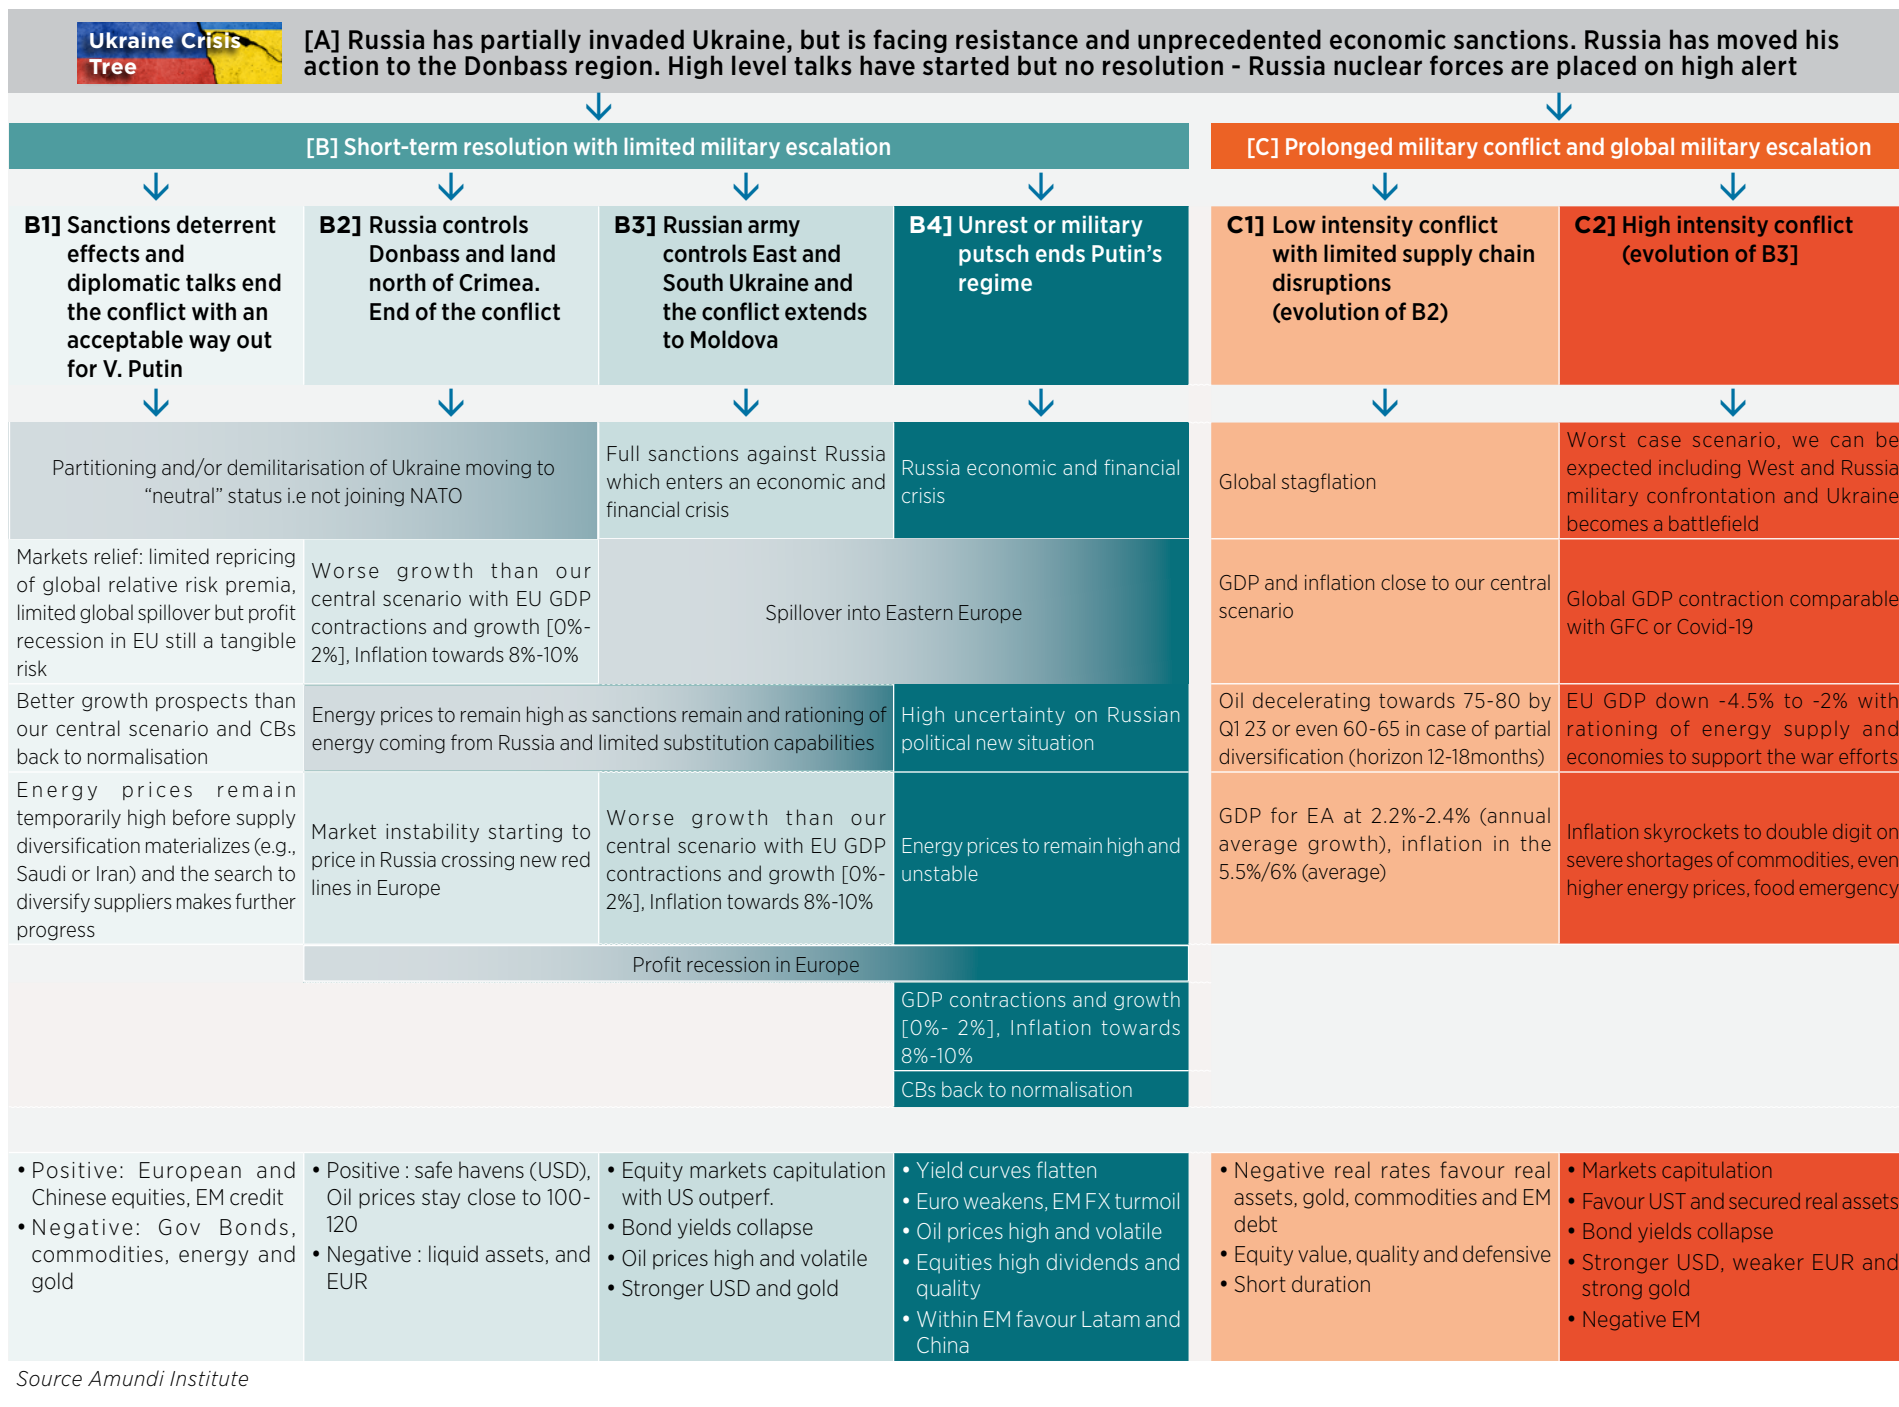 Ukraine Crisis
Tree
[A] Russia has partially invaded Ukraine, but is facing resistance and unprecedented economic sanctions. Russia has moved his
action to the Donbass region. High level talks have started but no resolution - Russia nuclear forces are placed on high alert
[B] Short-term resolution with limited military escalation
[C] Prolonged military conflict and global military escalation
B1] Sanctions deterrent
effects and
diplomatic talks end
the conflict with an
acceptable way out
for V. Putin
B2] Russia controls
Donbass and land
north of Crimea.
End of the conflict
B3] Russian army
controls East and
South Ukraine and
the conflict extends
to Moldova
B4] Unrest or military
putsch ends Putin's
regime
C1] Low intensity conflict
with limited supply chain
disruptions
(evolution of B2)
C2] High intensity conflict
(evolution of B3]
Partitioning and/or demilitarisation of Ukraine moving to
“neutral” status i.e not joining NATO
Full sanctions against Russia
which enters an economic and
financial crisis
Russia economic and financial
crisis
Global stagflation
Worst case scenario, we can be
expected including West and Russia
military confrontation and Ukraine
becomes a battlefield
Markets relief: limited repricing
of global relative risk premia,
limited global spillover but profit
recession in EU still a tangible
risk
Worse growth than our
central scenario with EU GDP
contractions and growth [0%-
2%], Inflation towards 8%-10%
Spillover into Eastern Europe
GDP and inflation close to our central
scenario
Global GDP contraction comparable
with GFC or Covid-19
Better growth prospects than
our central scenario and CBs
back to normalisation
Energy prices to remain high as sanctions remain and rationing of
energy coming from Russia and limited substitution capabilities
High uncertainty on Russian
political new situation
Oil decelerating towards 75-80 by
Q1 23 or even 60-65 in case of partial
diversification (horizon 12-18months)
EU GDP down -4.5% to -2% with
rationing of energy supply and
economies to support the war efforts
Energy prices remain
temporarily high before supply
diversification materializes (e.g.,
Saudi or Iran) and the search to
diversify suppliers makes further
progress
Market instability starting to
price in Russia crossing new red
lines in Europe
Worse growth than our
central scenario with EU GDP
contractions and growth [0%-
2%], Inflation towards 8%-10%
Energy prices to remain high and
unstable
GDP for EA at 2.2%-2.4% (annual
average growth), inflation in the
5.5%/6% (average)
Inflation skyrockets to double digit on
severe shortages of commodities, even
higher energy prices, food emergency
Profit recession in Europe
GDP contractions and growth
[0%- 2%], Inflation towards
8%-10%
CBs back to normalisation
• Positive: European and
Chinese equities, EM credit
• Negative: Gov Bonds,
commodities, energy and
gold
• Positive : safe havens (USD),
Oil prices stay close to 100-
120
• Negative : liquid assets, and
EUR
• Equity markets capitulation
with US outperf.
• Bond yields collapse
• Oil prices high and volatile
• Stronger USD and gold
• Yield curves flatten
• Euro weakens, EM FX turmoil
• Oil prices high and volatile
• Equities high dividends and
quality
• Within EM favour Latam and
China
• Negative real rates favour real
assets, gold, commodities and EM
debt
• Equity value, quality and defensive
• Short duration
• Markets capitulation
• Favour UST and secured real assets
• Bond yields collapse
• Stronger USD, weaker EUR and
strong gold
• Negative EM
Source Amundi Institute